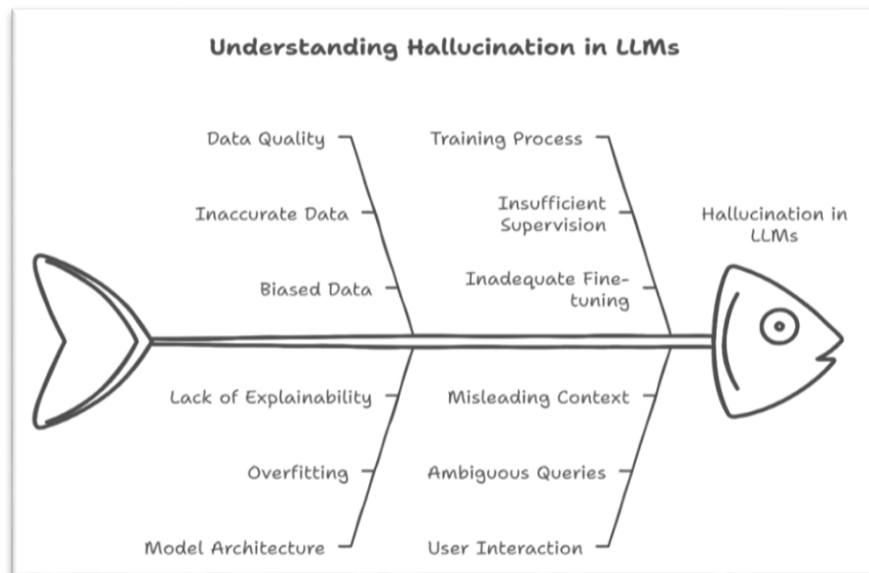 Understanding Hallucination in LLMs
Data Quality
Inaccurate Data
Biased Data
Training Process
Insufficient
Supervision
Inadequate Fine-
tuning
Hallucination in
LLMs
Lack of Explainability
Overfitting
Model Architecture
Misleading Context
Ambiguous Queries
User Interaction